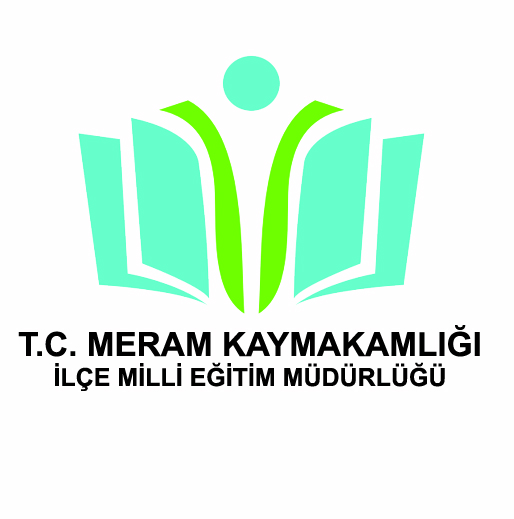 T.C. MERAM KAYMAKAMLIĞI
İLÇE MİLLİ EĞİTİM MÜDÜRLÜĞÜ